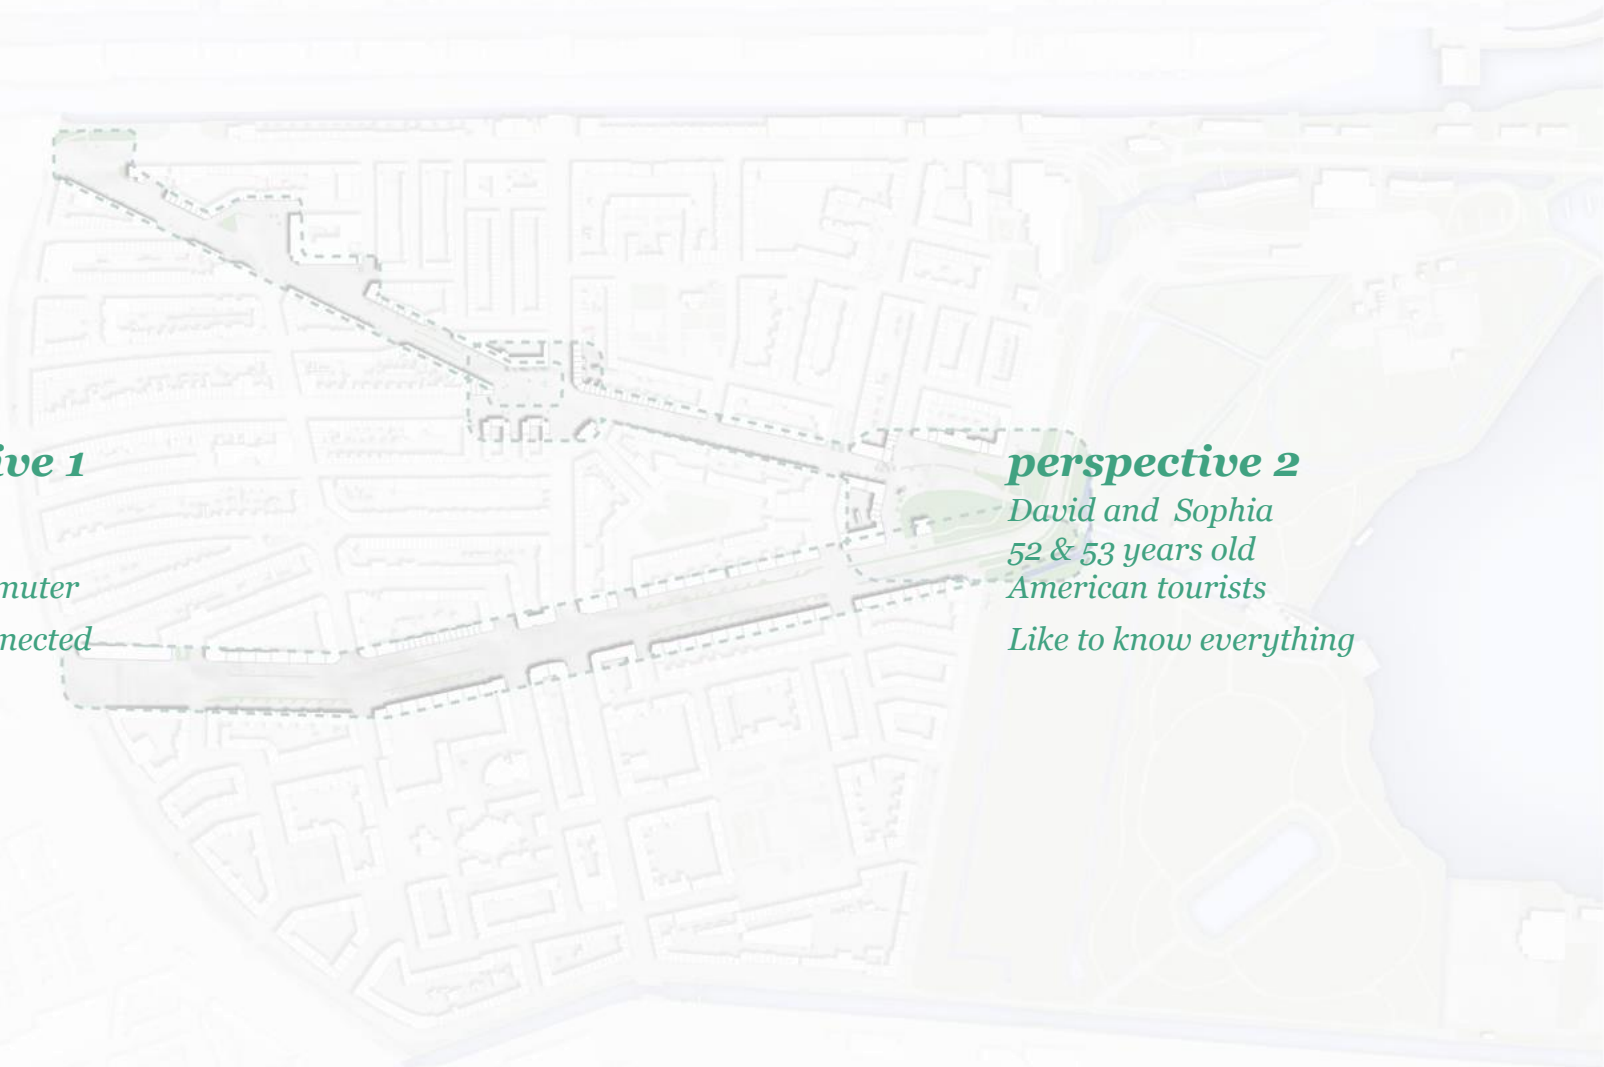 ive 1
muter
nected
perspective 2
David and  Sophia
52 & 53 years old
American tourists
Like to know everything